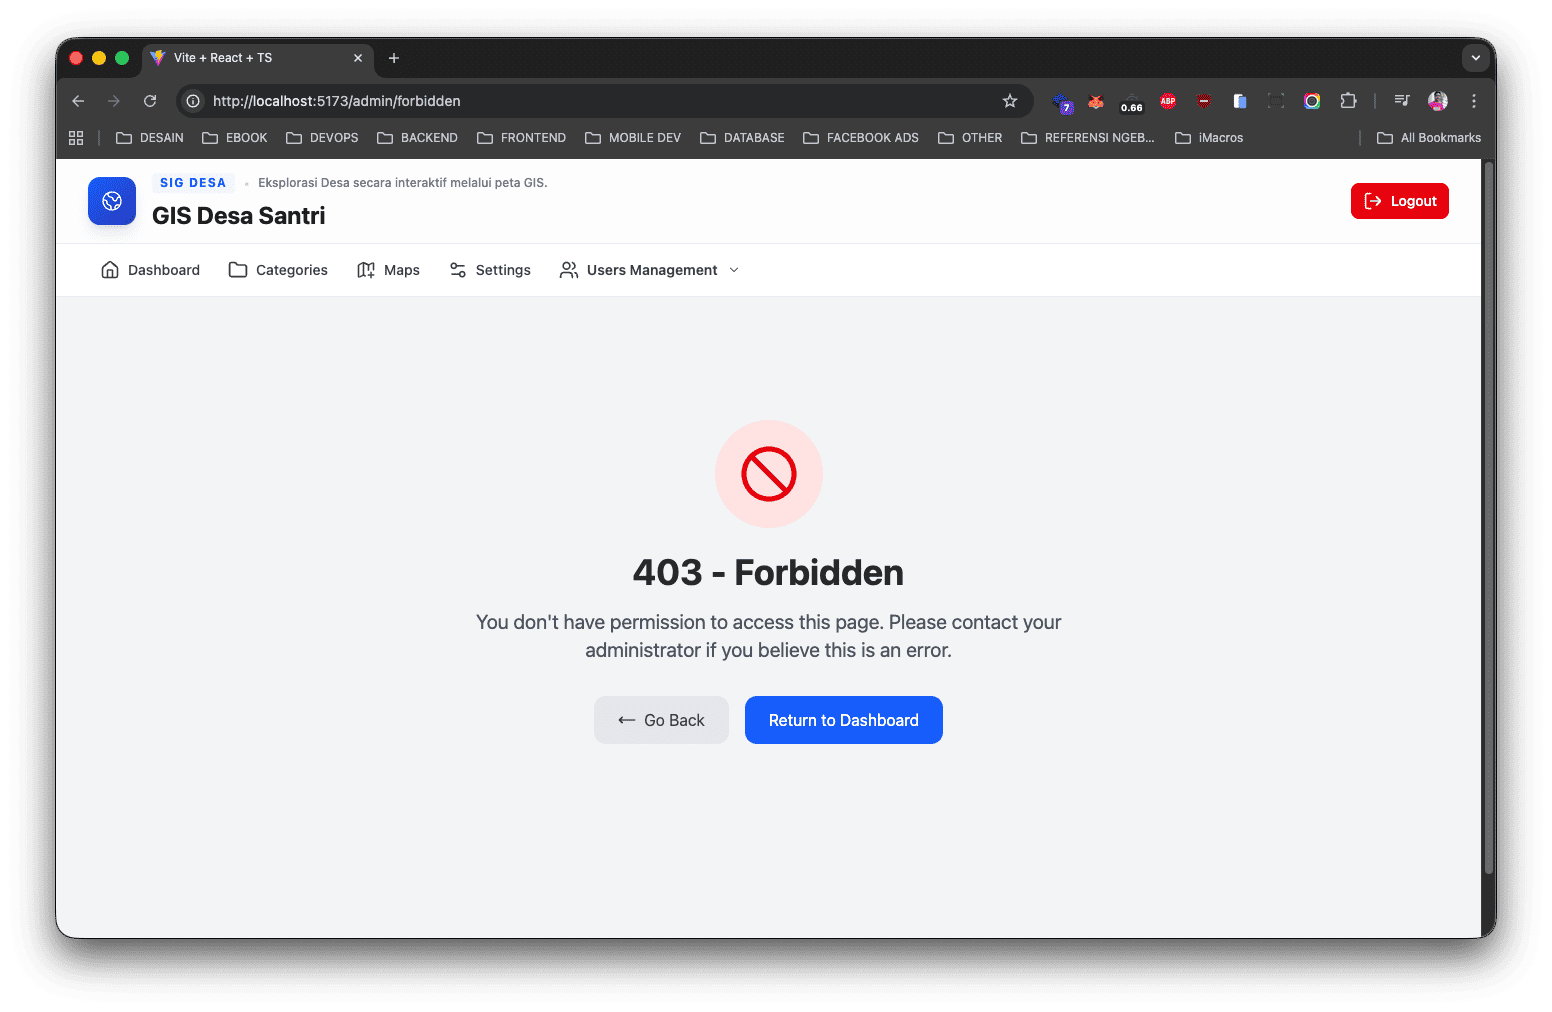 Vite + React + TS
http://localhost:5173/admin/forbidden
7
0.66
ABP
DESAIN
EBOOK
DEVOPS
BACKEND
FRONTEND
MOBILE DEV
DATABASE
FACEBOOK ADS
OTHER
REFERENSI NGEB...
iMacros
All Bookmarks
SIG DESA
Eksplorasi Desa secara interaktif melalui peta GIS.
GIS Desa Santri
Logout
Dashboard
Categories
Maps
Settings
Users Management
403 - Forbidden
You don't have permission to access this page. Please contact your
administrator if you believe this is an error.
Go Back
Return to Dashboard